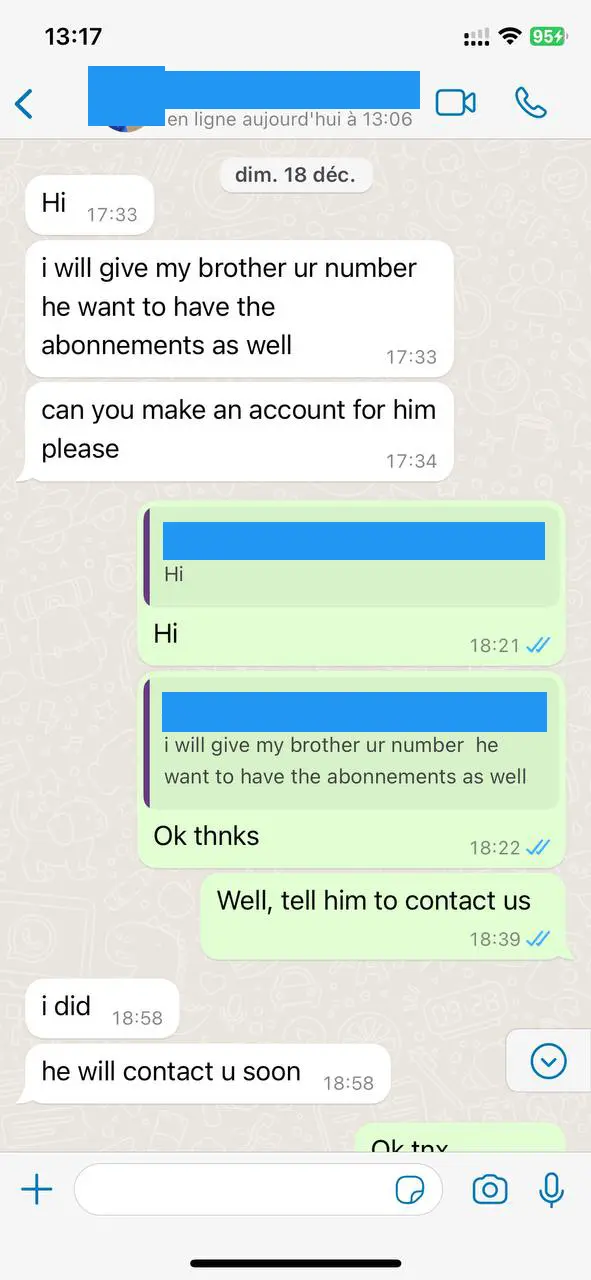 13:17
95
en ligne aujourd'hui à 13:06
dim. 18 déc.
Hi 17:33
i will give my brother ur number
he want to have the
abonnements as well 17:33
can you make an account for him
please 17:34
Hi
Hi 18:21
i will give my brother ur number he
want to have the abonnements as well
Ok thnks 18:22
Well, tell him to contact us
18:39
i did 18:58
he will contact u soon 18:58
Ok tnx